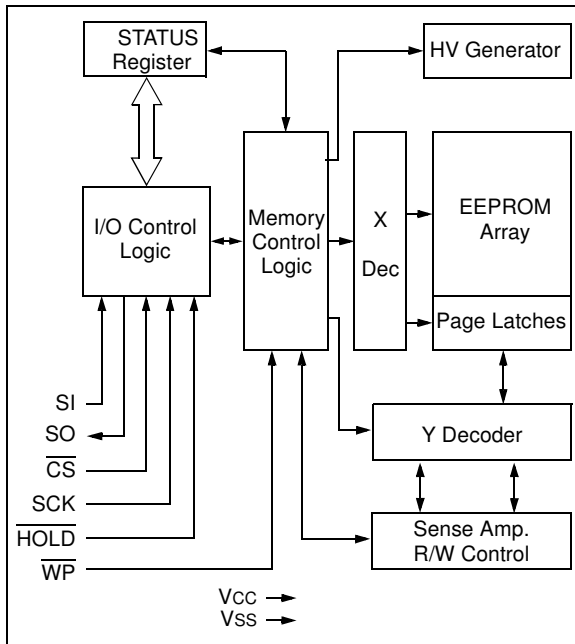 STATUS
Register
HV Generator
I/O Control
Logic
Memory
Control
Logic
X
Dec
EEPROM
Array
Page Latches
Y Decoder
Sense Amp.
R/W Control
SI
SO
CS
SCK
HOLD
WP
VCC
VSS